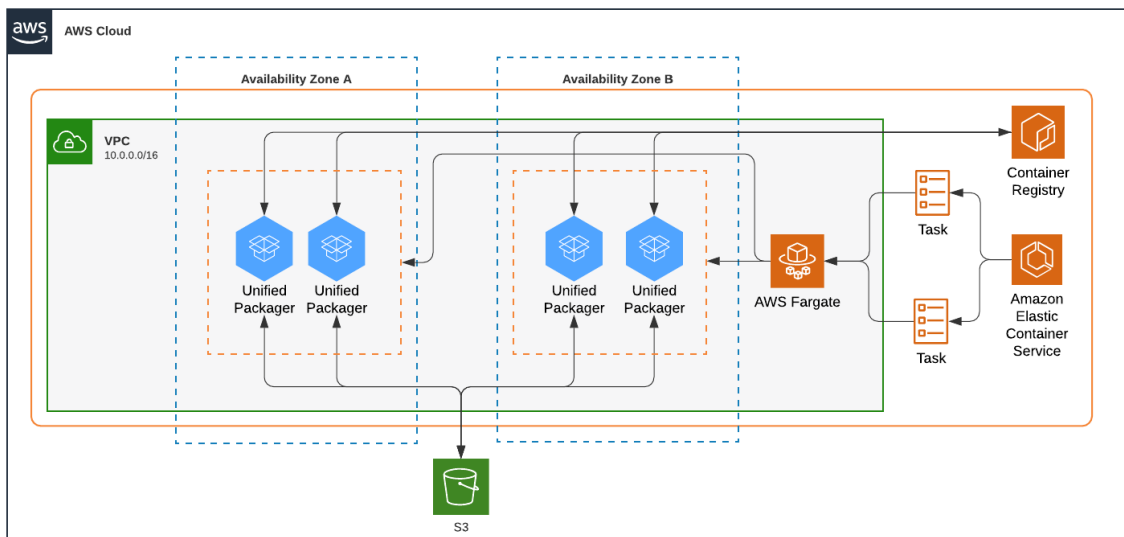 aws
AWS Cloud
Availability Zone A
Availability Zone B
VPC
10.0.0.0/16
Container
Registry
Task
Unified
Packager
Unified
Packager
Unified
Packager
Unified
Packager
AWS Fargate
Amazon
Elastic
Container
Service
Task
S3